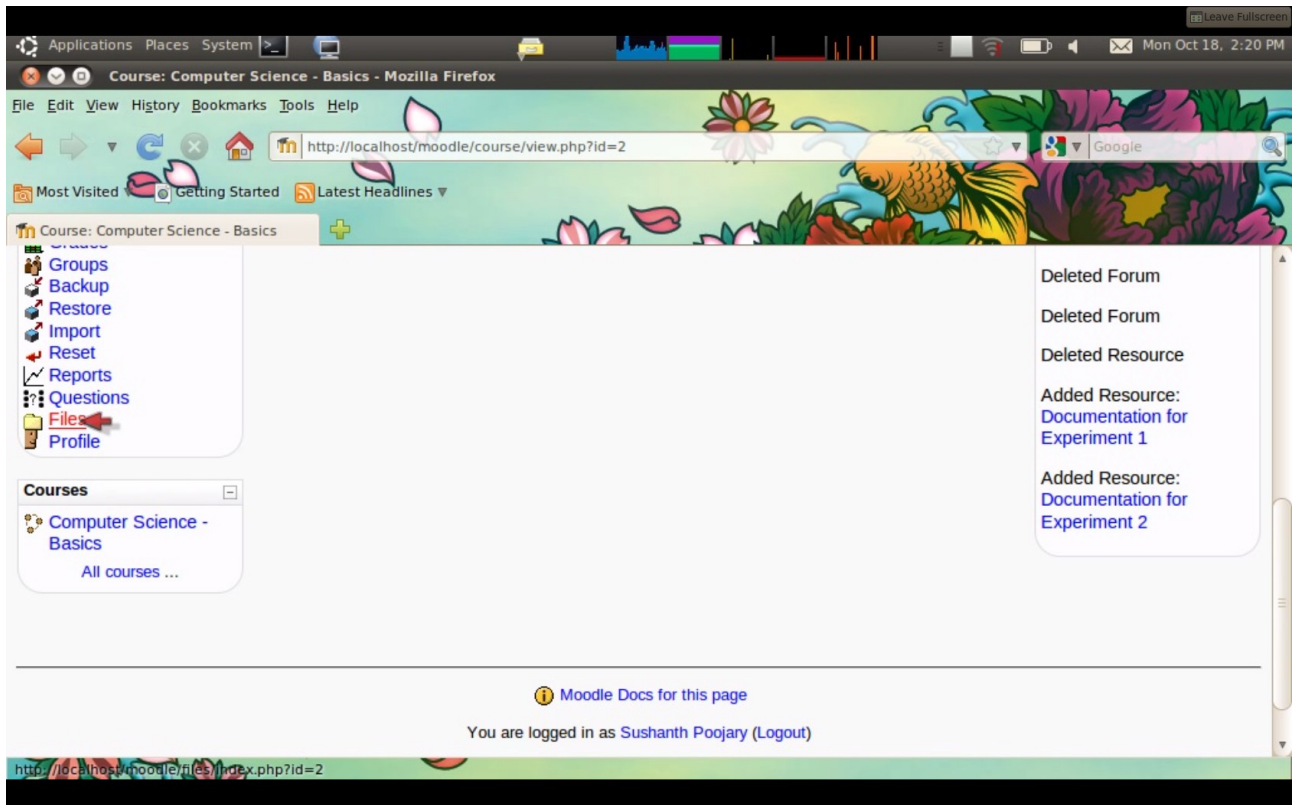 Leave Fullscreen
Applications Places System
Mon Oct 18, 2:20 PM
Course: Computer Science - Basics - Mozilla Firefox
File Edit View History Bookmarks Tools Help
http://localhost/moodle/course/view.php?id=2
Google
Most Visited Getting Started Latest Headlines
Course: Computer Science - Basics
Grades
Groups
Backup
Restore
Import
Reset
Reports
Questions
Files
Profile
Courses
Computer Science -
Basics
All courses ...
Deleted Forum
Deleted Forum
Deleted Resource
Added Resource:
Documentation for
Experiment 1
Added Resource:
Documentation for
Experiment 2
Moodle Docs for this page
You are logged in as Sushanth Poojary (Logout)
http://localhost/moodle/files/index.php?id=2